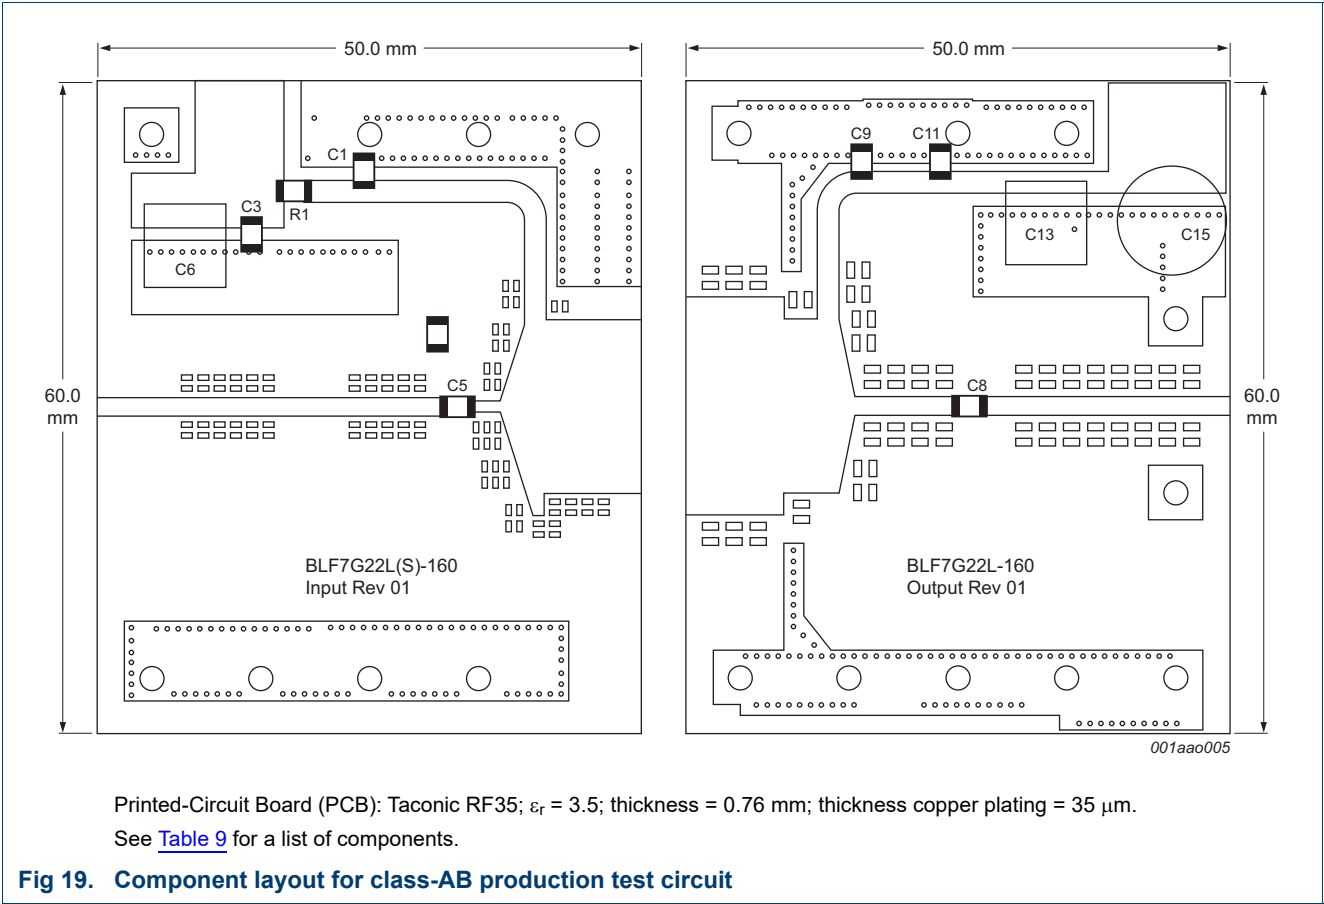 50.0 mm
50.0 mm
C1
C9
C11
C3
R1
C6
C13
C15
60.0
mm
C5
C8
60.0
mm
BLF7G22L(S)-160
Input Rev 01
BLF7G22L-160
Output Rev 01
001aao005
Printed-Circuit Board (PCB): Taconic RF35; εr = 3.5; thickness = 0.76 mm; thickness copper plating = 35 μm.
See Table 9 for a list of components.
Fig 19. Component layout for class-AB production test circuit